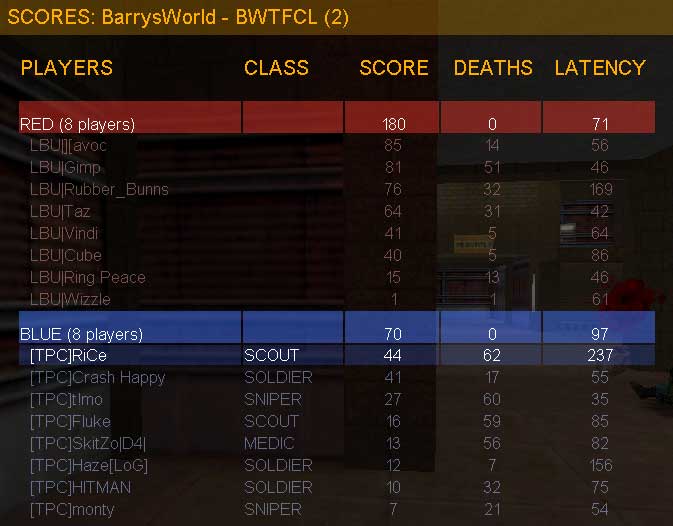 SCORES: BarrysWorld - BWTFCL (2)
PLAYERS CLASS SCORE DEATHS LATENCY
RED (8 players) 180 0 71
LBU|][avoc 85 14 56
LBU|Gimp 81 51 46
LBU|Rubber_Bunns 76 32 169
LBU|Taz 64 31 42
LBU|Vindi 41 5 64
LBU|Cube 40 5 86
LBU|Ring Peace 15 13 46
LBU|Wizzle 1 1 61
BLUE (8 players) 70 0 97
[TPC]RiCe SCOUT 44 62 237
[TPC]Crash Happy SOLDIER 41 17 55
[TPC]t!mo SNIPER 27 60 35
[TPC]Fluke SCOUT 16 59 85
[TPC]SkitZo|D4| MEDIC 13 56 82
[TPC]Haze[LoG] SOLDIER 12 7 156
[TPC]HITMAN SOLDIER 10 32 75
[TPC]monty SNIPER 7 21 54